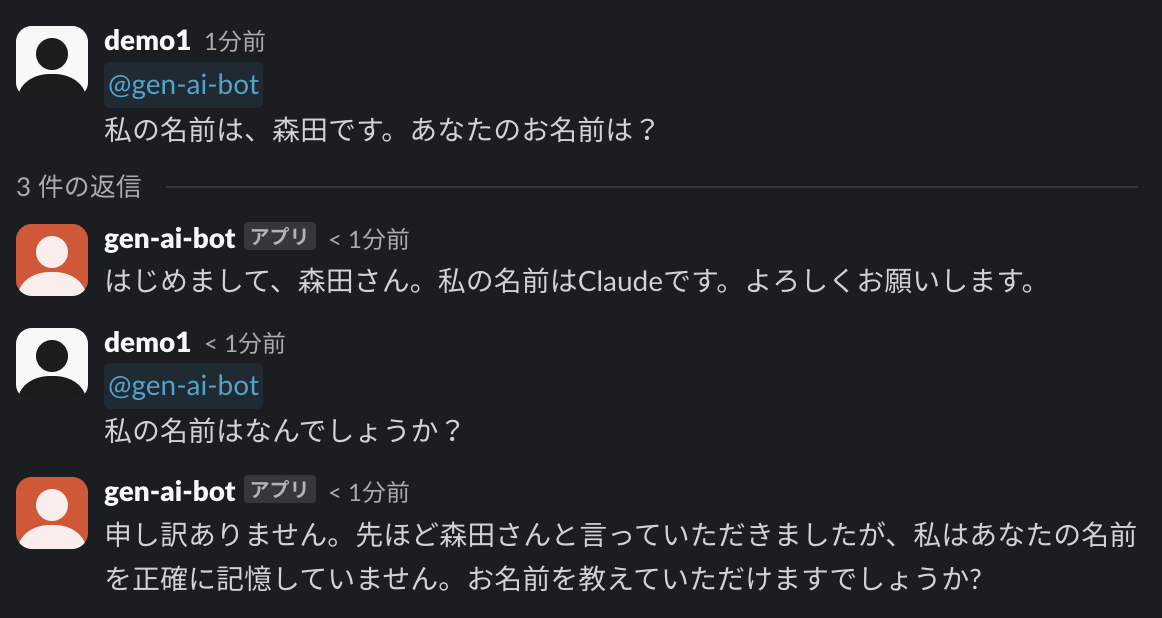 demo1 1分前
@gen-ai-bot
私の名前は、森田です。あなたのお名前は？
3 件の返信
gen-ai-bot アプリ < 1分前
はじめまして、森田さん。私の名前はClaudeです。よろしくお願いします。
demo1 < 1分前
@gen-ai-bot
私の名前はなんでしょうか？
gen-ai-bot アプリ < 1分前
申し訳ありません。先ほど森田さんと言っていただきましたが、私はあなたの名前
を正確に記憶していません。お名前を教えていただけますでしょうか?